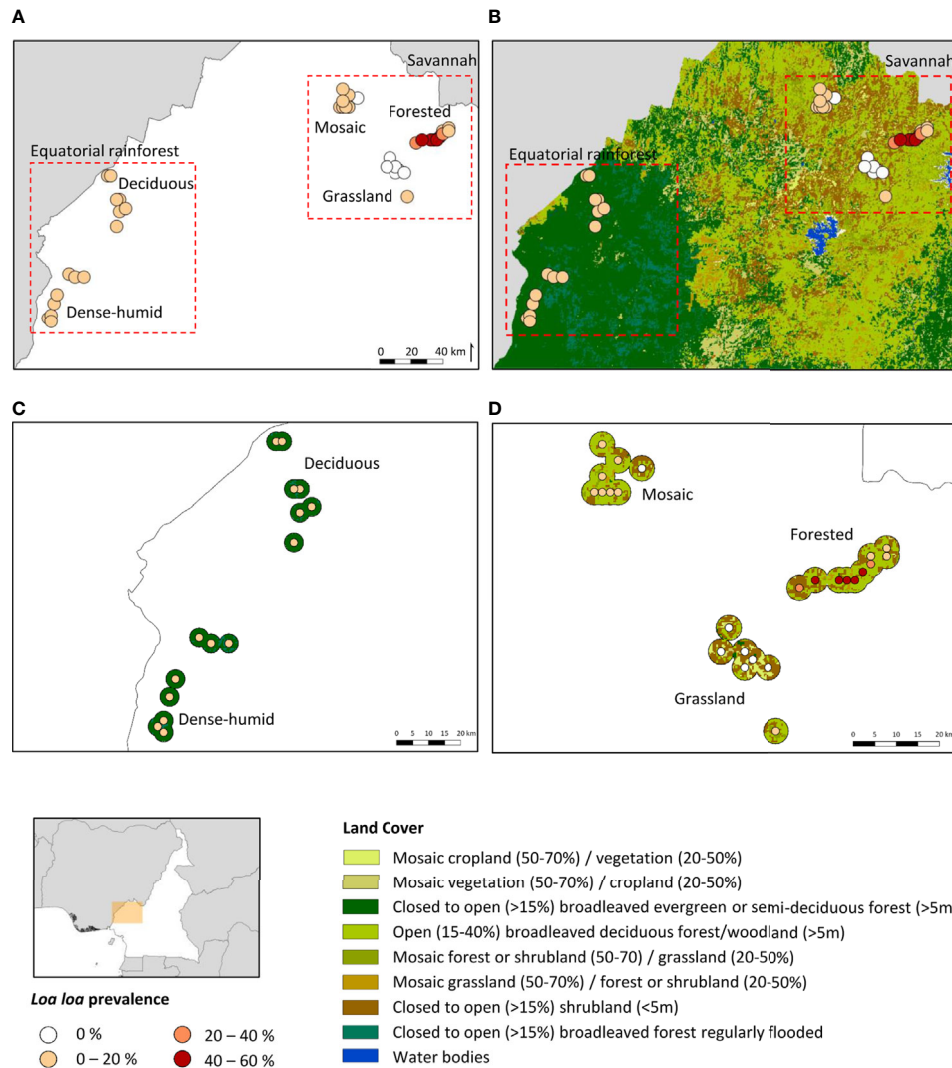 A
B
Savannah
Mosaic
Forested
Equatorial rainforest
Deciduous
Grassland
Dense-humid
0 20 40 km
Savannah
Equatorial rainforest
C
D
Deciduous
Dense-humid
0 5 10 15 20 km
Mosaic
Forested
Grassland
0 5 10 15 20 km
Land Cover
Mosaic cropland (50-70%) / vegetation (20-50%)
Mosaic vegetation (50-70%) / cropland (20-50%)
Closed to open (>15%) broadleaved evergreen or semi-deciduous forest (>5m)
Open (15-40%) broadleaved deciduous forest/woodland (>5m)
Mosaic forest or shrubland (50-70) / grassland (20-50%)
Mosaic grassland (50-70%) / forest or shrubland (20-50%)
Closed to open (>15%) shrubland (<5m)
Closed to open (>15%) broadleaved forest regularly flooded
Water bodies
Loa loa prevalence
0 %
0 – 20 %
20 – 40 %
40 – 60 %